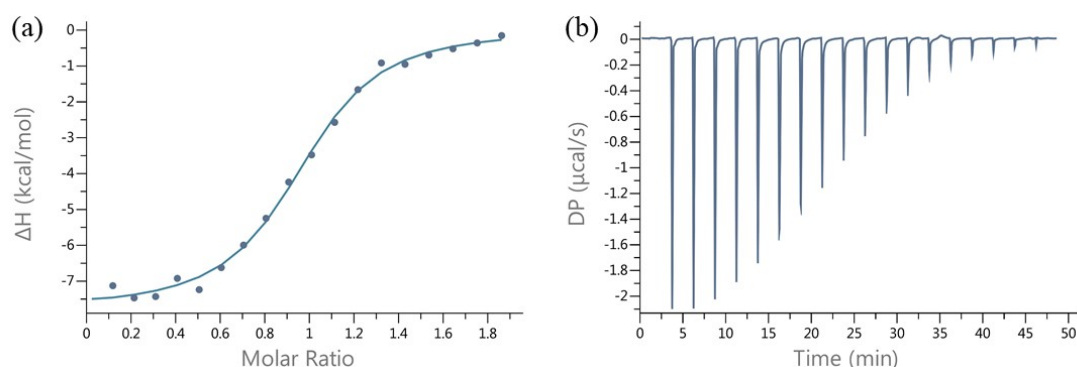 (a)
0
-1
-2
-3
-4
-5
-6
-7
ΔH (kcal/mol)
0 0.2 0.4 0.6 0.8 1 1.2 1.4 1.6 1.8
Molar Ratio
(b)
0
-0.2
-0.4
-0.6
-0.8
-1
-1.2
-1.4
-1.6
-1.8
-2
DP (μcal/s)
0 5 10 15 20 25 30 35 40 45 50
Time (min)